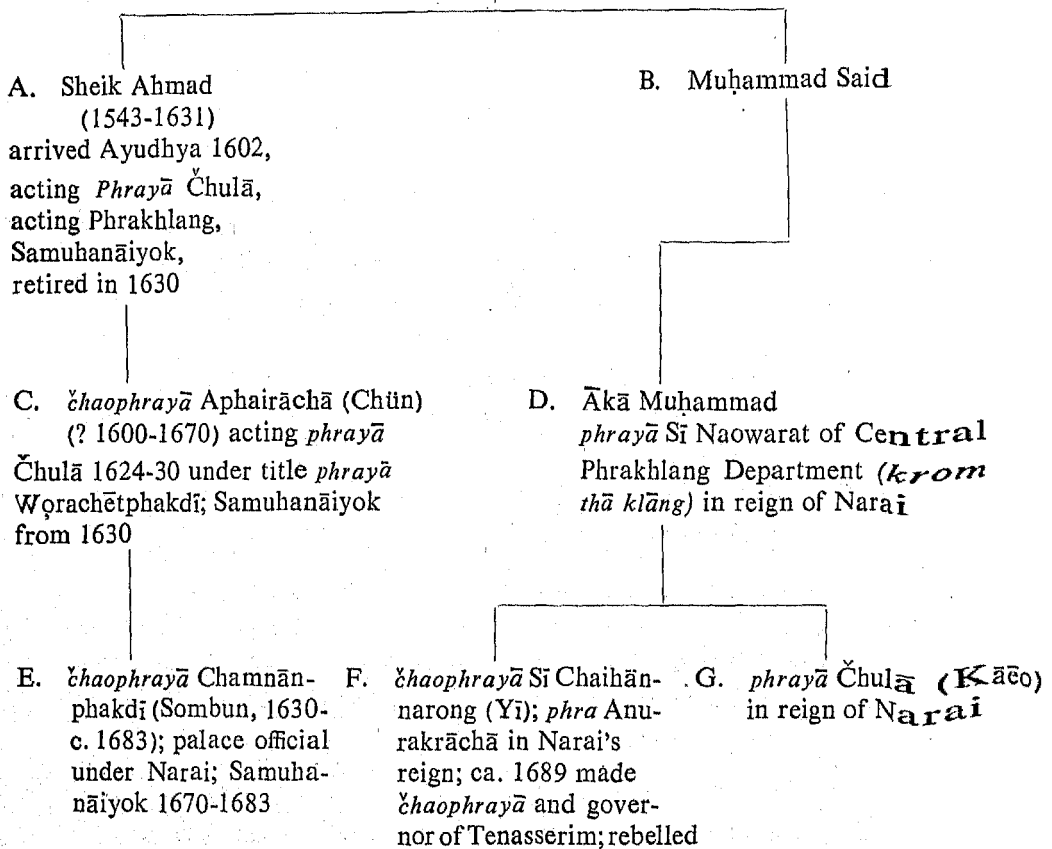 A. Sheik Ahmad
(1543-1631)
arrived Ayudhya 1602,
acting Phrayā Čhulā,
acting Phrakhlang,
Samuhanāiyok,
retired in 1630
B. Muḥammad Said
C. čhaophrayā Aphairāchā (Chün)
(? 1600-1670) acting phrayā
Čhulā 1624-30 under title phrayā
Wǫrachētphakdī; Samuhanāiyok
from 1630
D. Ākā Muḥammad
phrayā Sī Naowarat of Central
Phrakhlang Department (krom
thā klāng) in reign of Narai
E. čhaophrayā Chamnān-
phakdī (Sombun, 1630-
c. 1683); palace official
under Narai; Samuha-
nāiyok 1670-1683
F. čhaophrayā Sī Chaihān-
narong (Yī); phra Anu-
rakrāchā in Narai's
reign; ca. 1689 made
čhaophrayā and gover-
nor of Tenasserim; rebelled
G. phrayā Čhulā (Kāēo)
in reign of Narai